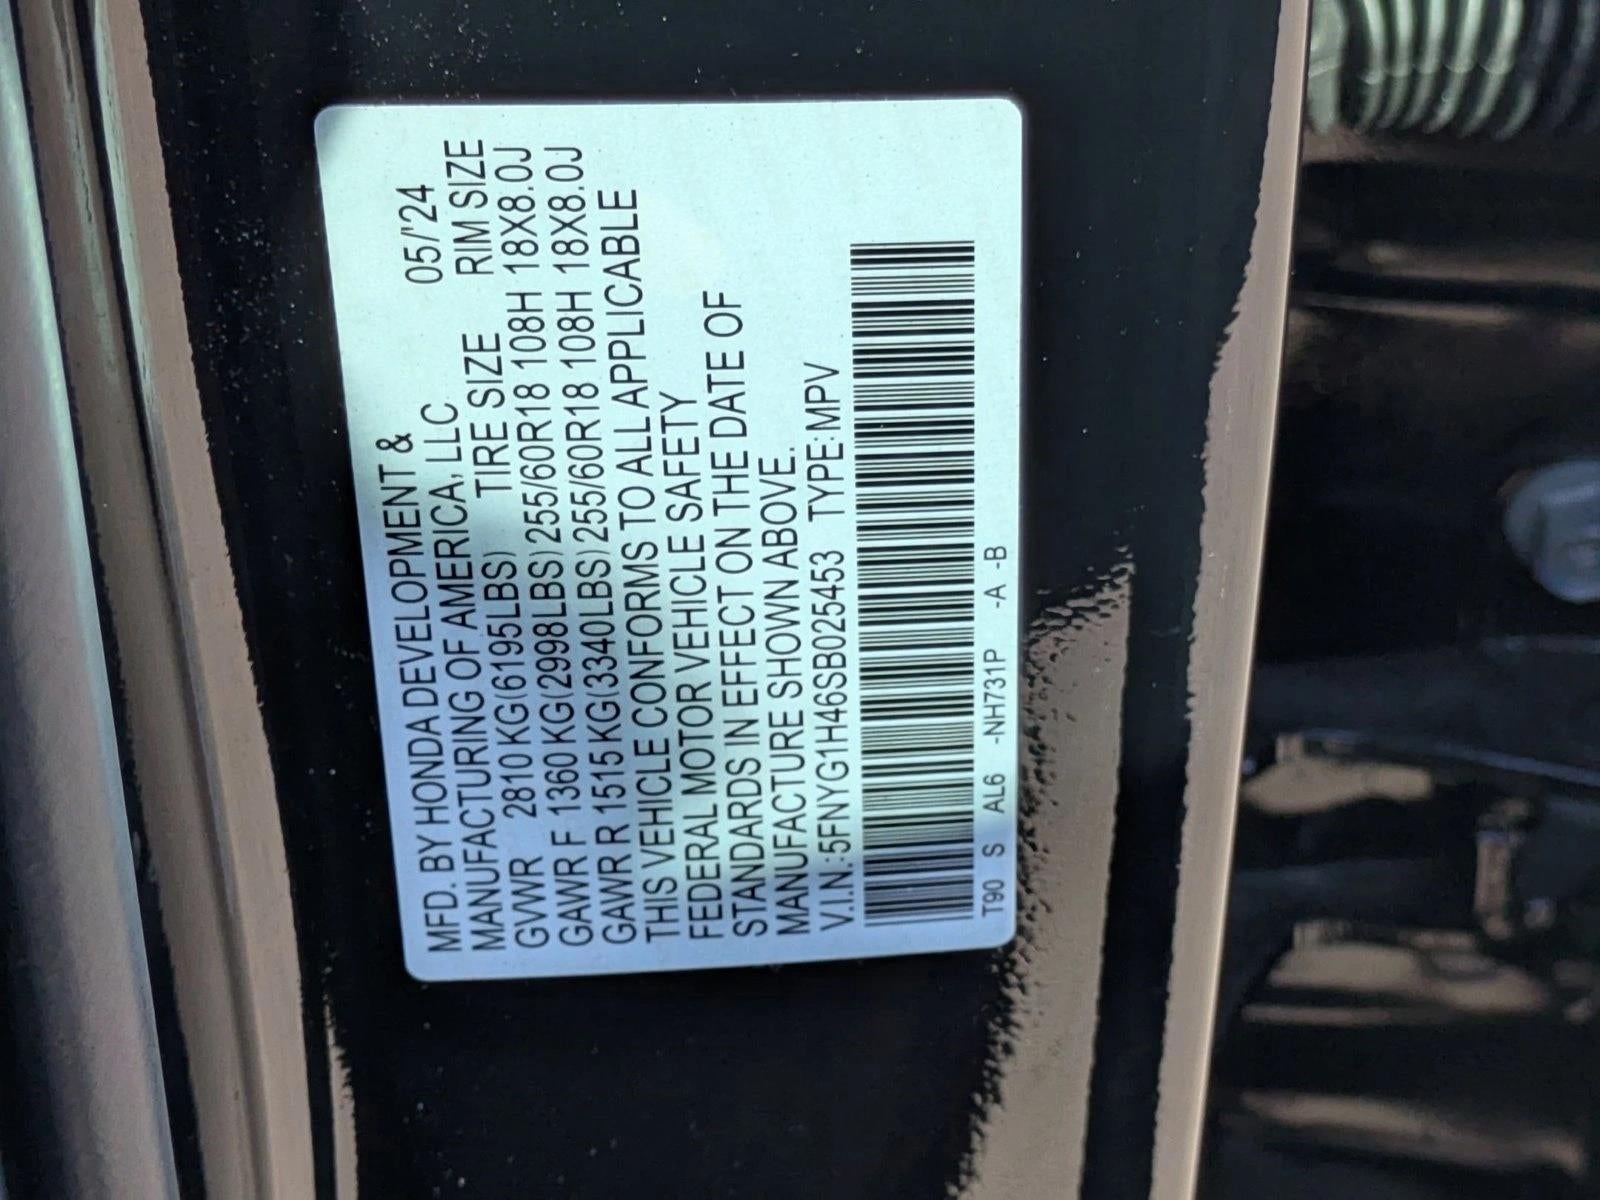 MFD. BY HONDA DEVELOPMENT &
MANUFACTURING OF AMERICA, LLC 05/'24
GVWR 2810 KG(6195LBS) TIRE SIZE RIM SIZE
GAWR F 1360 KG(2998LBS)255/60R18 108H 18X8.0J
GAWR R 1515 KG(3340LBS)255/60R18 108H 18X8.0J
THIS VEHICLE CONFORMS TO ALL APPLICABLE
FEDERAL MOTOR VEHICLE SAFETY
STANDARDS IN EFFECT ON THE DATE OF
MANUFACTURE SHOWN ABOVE.
V.I.N.:5FNYG1H46SB025453 TYPE:MPV
T90 S AL6 -NH731P -A -B